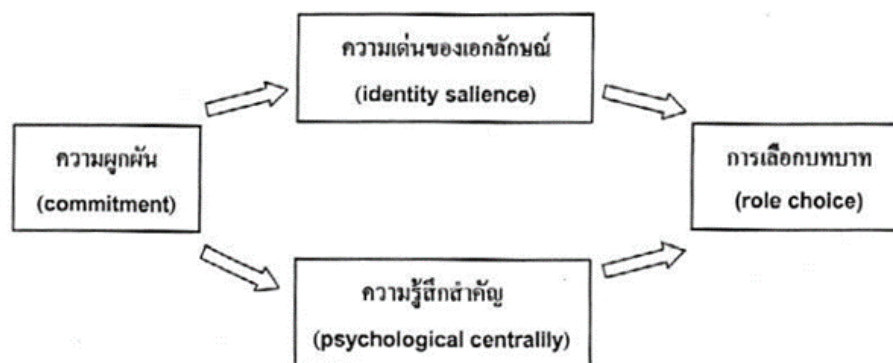 ความเด่นของเอกลักษณ์
(identity salience)
ความผูกผัน
(commitment)
การเลือกบทบาท
(role choice)
ความรู้สึกสำคัญ
(psychological centrality)